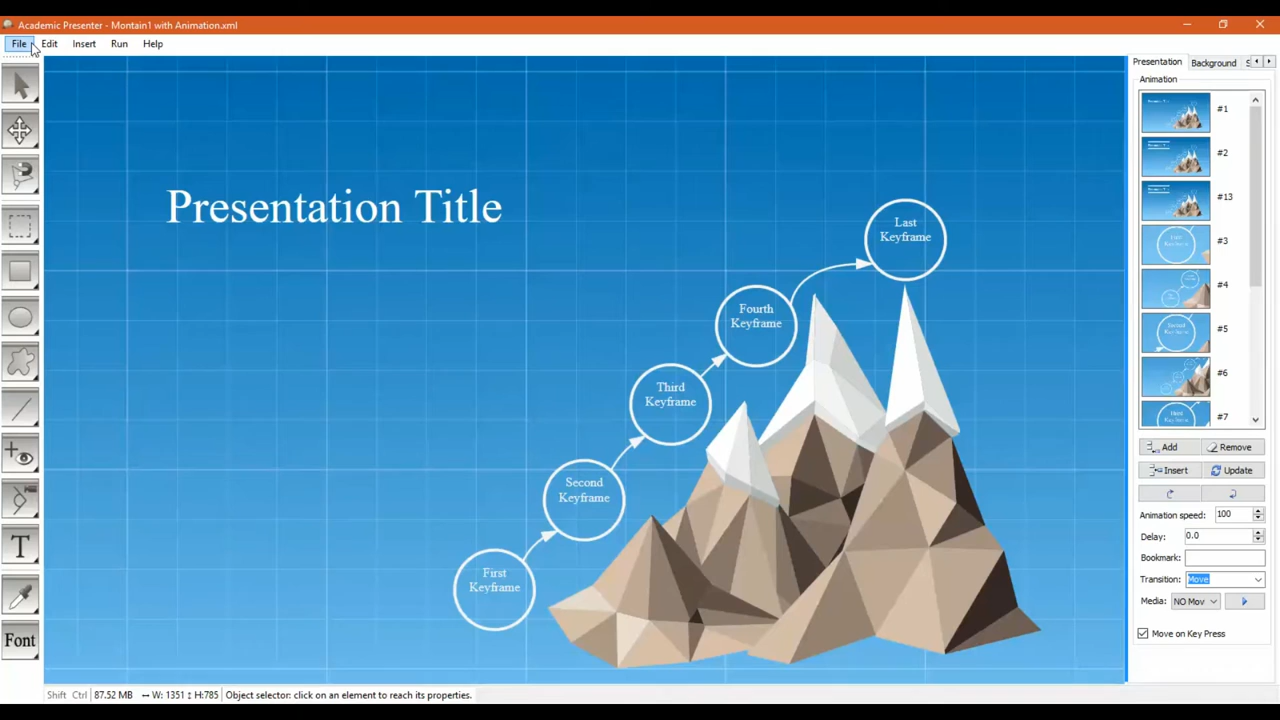 Academic Presenter - Montain1 with Animation.xml
File Edit Insert Run Help
Presentation Background
Animation
#1
#2
#13
#3
#4
#5
#6
#7
Presentation Title
Last
Keyframe
Fourth
Keyframe
Third
Keyframe
Second
Keyframe
First
Keyframe
T
Font
Add Remove
Insert Update
Animation speed: 100
Delay: 0.0
Bookmark:
Transition: Move
Media: NO Mov
Move on Key Press
Shift Ctrl 87.52 MB W: 1351 H:785 Object selector: click on an element to reach its properties.